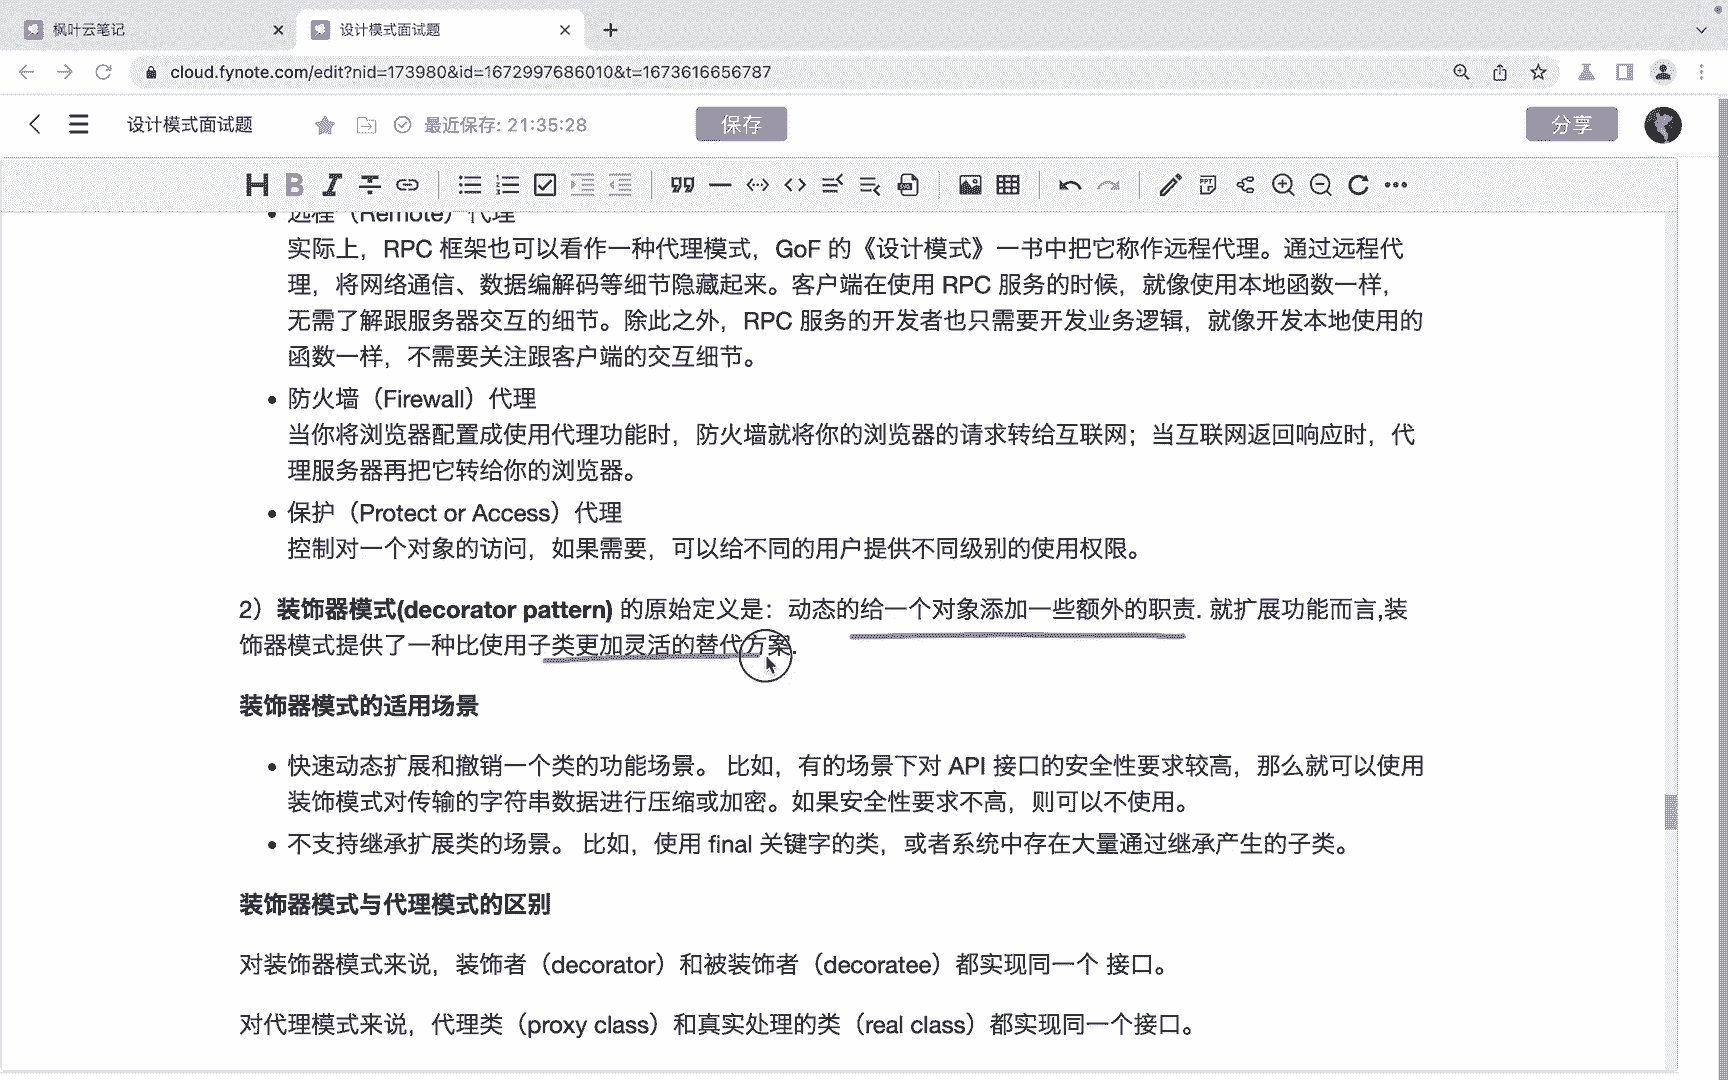 枫叶云笔记
设计模式面试题
cloud.fynote.com/edit?nid=173980&id=1672997686010&t=1673616656787
设计模式面试题
最近保存: 21:35:28
保存
分享
远程（Remote）代理
实际上，RPC 框架也可以看作一种代理模式，GoF 的《设计模式》一书中把它称作远程代理。通过远程代
理，将网络通信、数据编解码等细节隐藏起来。客户端在使用 RPC 服务的时候，就像使用本地函数一样，
无需了解跟服务器交互的细节。除此之外，RPC 服务的开发者也只需要开发业务逻辑，就像开发本地使用的
函数一样，不需要关注跟客户端的交互细节。
防火墙（Firewall）代理
当你将浏览器配置成使用代理功能时，防火墙就将你的浏览器的请求转给互联网；当互联网返回响应时，代
理服务器再把它转给你的浏览器。
保护（Protect or Access）代理
控制对一个对象的访问，如果需要，可以给不同的用户提供不同级别的使用权限。
2）装饰器模式(decorator pattern) 的原始定义是：动态的给一个对象添加一些额外的职责. 就扩展功能而言,装
饰器模式提供了一种比使用子类更加灵活的替代方案.
装饰器模式的适用场景
快速动态扩展和撤销一个类的功能场景。 比如，有的场景下对 API 接口的安全性要求较高，那么就可以使用
装饰模式对传输的字符串数据进行压缩或加密。如果安全性要求不高，则可以不使用。
不支持继承扩展类的场景。 比如，使用 final 关键字的类，或者系统中存在大量通过继承产生的子类。
装饰器模式与代理模式的区别
对装饰器模式来说，装饰者（decorator）和被装饰者（decoratee）都实现同一个 接口。
对代理模式来说，代理类（proxy class）和真实处理的类（real class）都实现同一个接口。